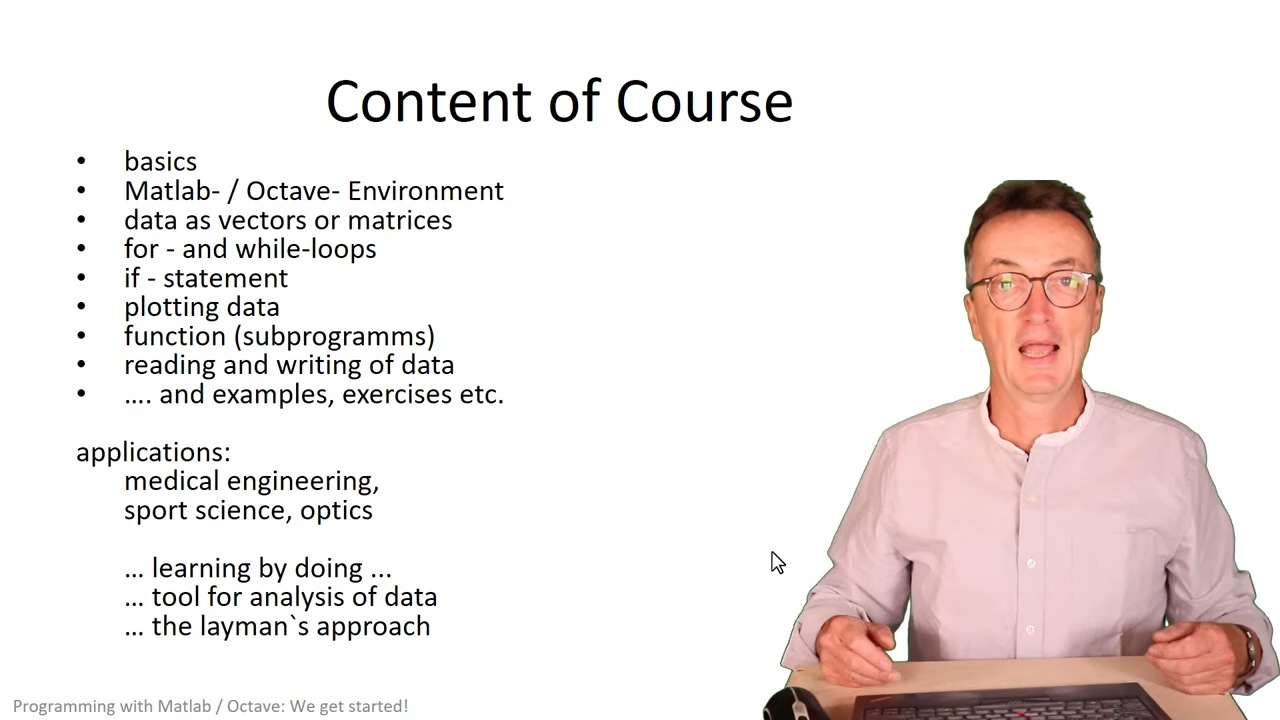 Content of Course
• basics
• Matlab- / Octave- Environment
• data as vectors or matrices
• for - and while-loops
• if - statement
• plotting data
• function (subprogramms)
• reading and writing of data
• .... and examples, exercises etc.
applications:
medical engineering,
sport science, optics
... learning by doing ...
... tool for analysis of data
... the layman`s approach
Programming with Matlab / Octave: We get started!